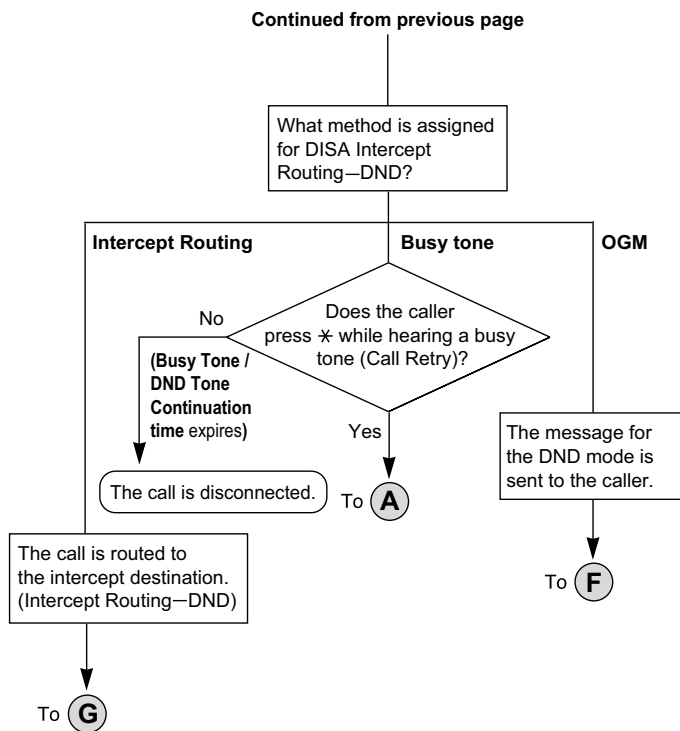 Continued from previous page
What method is assigned
for DISA Intercept
Routing—DND?
Intercept Routing
Busy tone
OGM
Does the caller
press ✳ while hearing a busy
tone (Call Retry)?
No
(Busy Tone /
DND Tone
Continuation
time expires)
Yes
The call is disconnected.
To A
The message for
the DND mode is
sent to the caller.
To F
The call is routed to
the intercept destination.
(Intercept Routing—DND)
To G